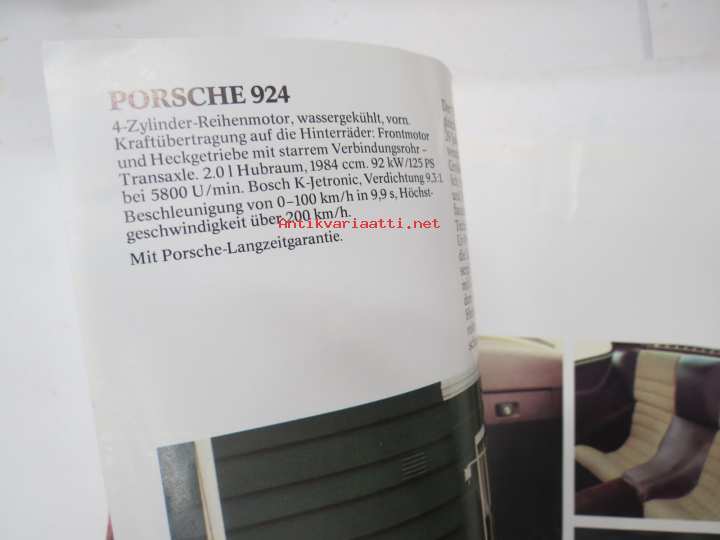 PORSCHE 924
4-Zylinder-Reihenmotor, wassergekühlt, vorn.
Kraftübertragung auf die Hinterräder: Frontmotor
und Heckgetriebe mit starrem Verbindungsrohr –
Transaxle. 2.0 l Hubraum, 1984 ccm. 92 kW/125 PS
bei 5800 U/min. Bosch K-Jetronic, Verdichtung 9,3:1.
Beschleunigung von 0–100 km/h in 9,9 s, Höchst-
geschwindigkeit über 200 km/h.
Antikvariaatti.net
Mit Porsche-Langzeitgarantie.